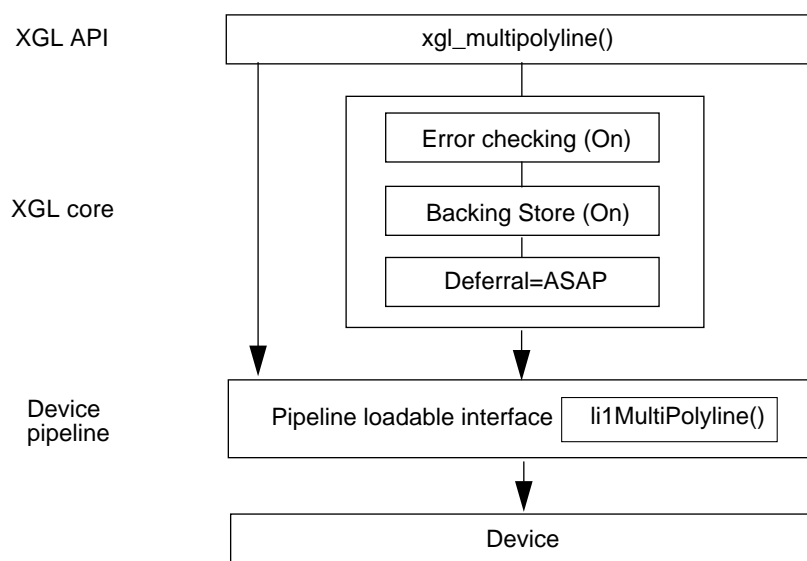 XGL API
xgl_multipolyline()
Error checking (On)
XGL core
Backing Store (On)
Deferral=ASAP
Device
pipeline
Pipeline loadable interface
li1MultiPolyline()
Device